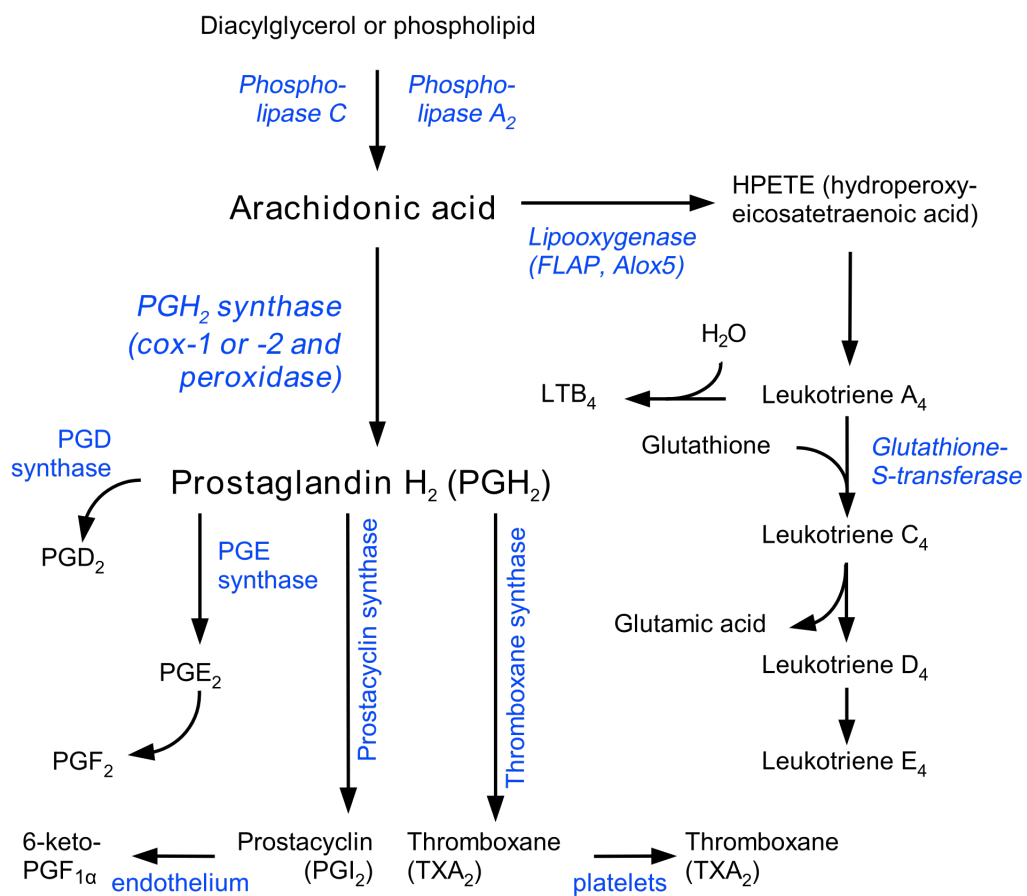 Diacylglycerol or phospholipid
Phospho-
lipase C
Phospho-
lipase A2
Arachidonic acid
HPETE (hydroperoxy-
eicosatetraenoic acid)
Lipooxygenase
(FLAP, Alox5)
PGH2 synthase
(cox-1 or -2 and
peroxidase)
H2O
LTB4
Leukotriene A4
Glutathione
Glutathione-
S-transferase
PGD
synthase
Prostaglandin H2 (PGH2)
Leukotriene C4
PGD2
PGE
synthase
Prostacyclin synthase
Thromboxane synthase
Glutamic acid
Leukotriene D4
PGE2
PGF2
Leukotriene E4
6-keto-
PGF1α
endothelium
Prostacyclin
(PGI2)
Thromboxane
(TXA2)
platelets
Thromboxane
(TXA2)